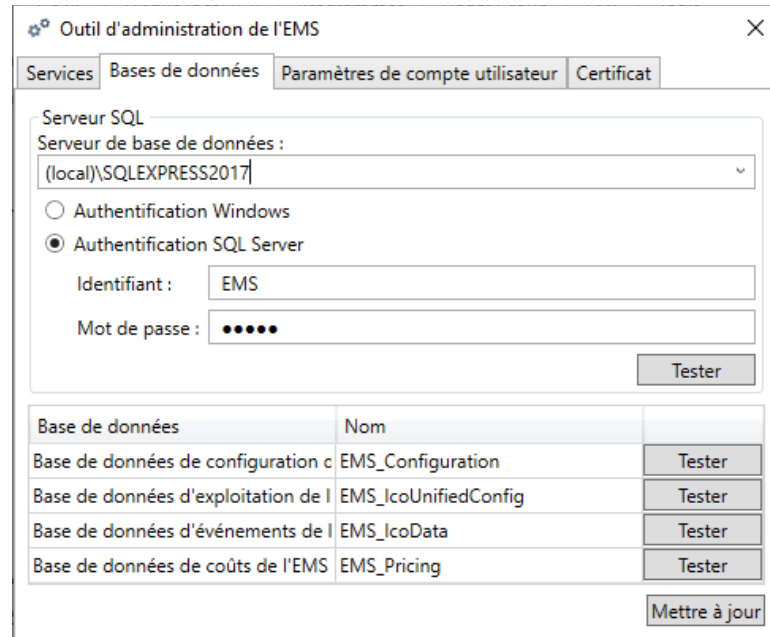 Outil d'administration de l'EMS
Services Bases de données Paramètres de compte utilisateur Certificat
Serveur SQL
Serveur de base de données :
(local)\SQLEXPRESS2017
Authentification Windows
Authentification SQL Server
Identifiant : EMS
Mot de passe : ●●●●●
Tester
Base de données Nom
Base de données de configuration EMS_Configuration Tester
Base de données d'exploitation de l EMS_IcoUnifiedConfig Tester
Base de données d'événements de l EMS_IcoData Tester
Base de données de coûts de l'EMS EMS_Pricing Tester
Mettre à jour